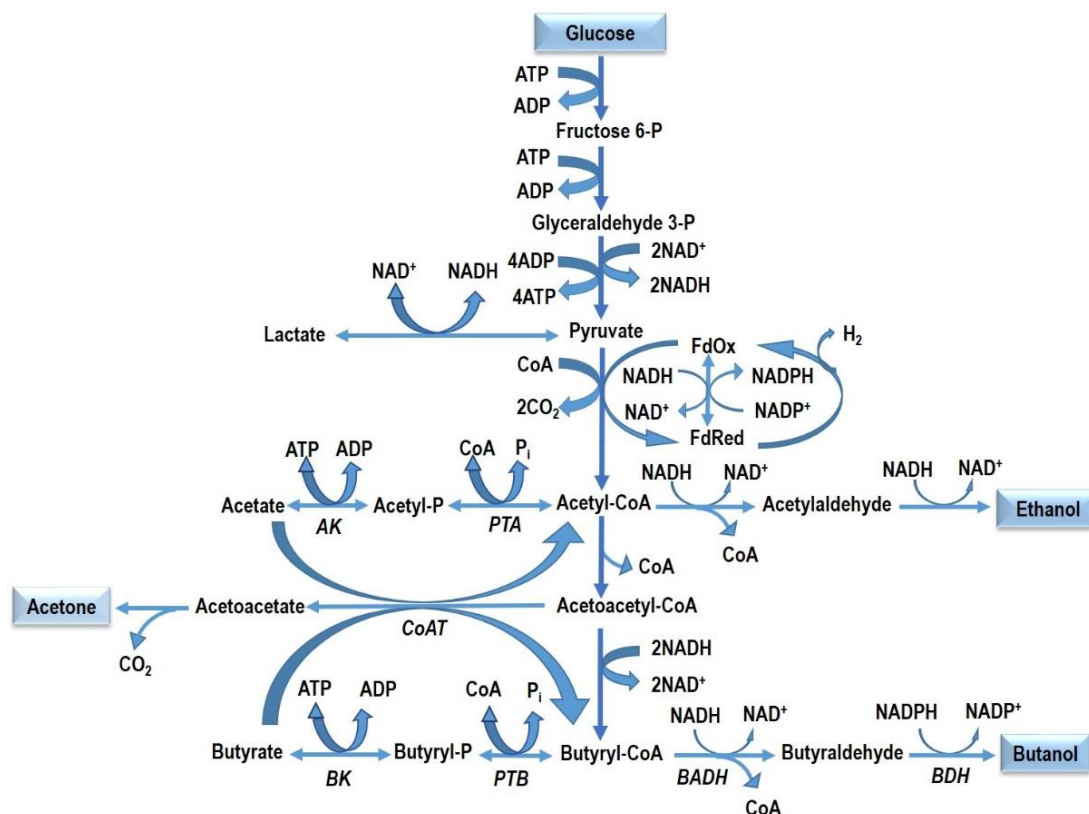 Glucose
ATP
ADP
Fructose 6-P
ATP
ADP
Glyceraldehyde 3-P
4ADP
2NAD⁺
4ATP
2NADH
NAD⁺
NADH
Lactate
Pyruvate
FdOx
H₂
CoA
NADH
NADPH
2CO₂
NAD⁺
NADP⁺
FdRed
ATP
ADP
CoA
Pᵢ
NADH
NAD⁺
NADH
NAD⁺
Acetate
Acetyl-P
Acetyl-CoA
Acetylaldehyde
Ethanol
AK
PTA
CoA
CoA
Acetone
Acetoacetate
Acetoacetyl-CoA
CoAT
CO₂
2NADH
2NAD⁺
ATP
ADP
CoA
Pᵢ
NADH
NAD⁺
NADPH
NADP⁺
Butyrate
Butyryl-P
Butyryl-CoA
Butyraldehyde
Butanol
BK
PTB
BADH
BDH
CoA